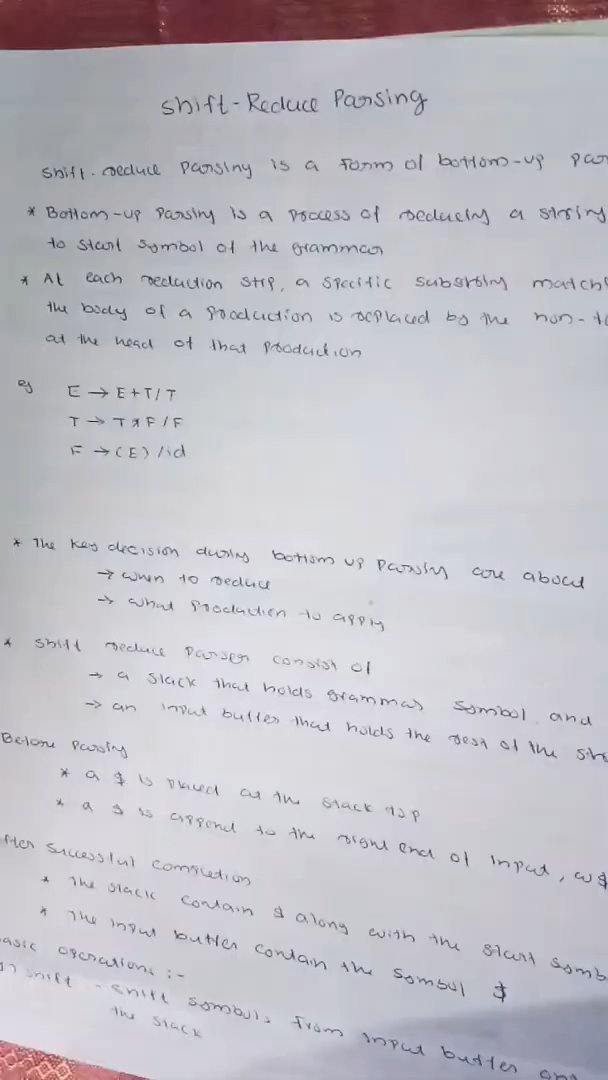 Shift-Reduce Parsing
Shift-reduce Parsing is a form of bottom-up par
* Bottom-up Parsing is a Process of reducing a string
to start symbol of the grammar
* At each reduction step, a specific substring match
the body of a Production is replaced by the non-t
at the head of that production
eg E → E+T/T
T → T*F/F
F → (E)/id
* The key decision during bottom up parsing are about
→ when to reduce
→ what production to apply
* Shift reduce parser consist of
→ a stack that holds grammar symbol and
→ an input buffer that holds the rest of the str
Before Parsing
* a $ is placed at the stack top
* a $ is append to the right end of input, w$
fter successful completion
* The stack contain $ along with the start symb
* The input buffer contain the symbol $
asic operations :-
shift - shift symbols from input buffer
the stack